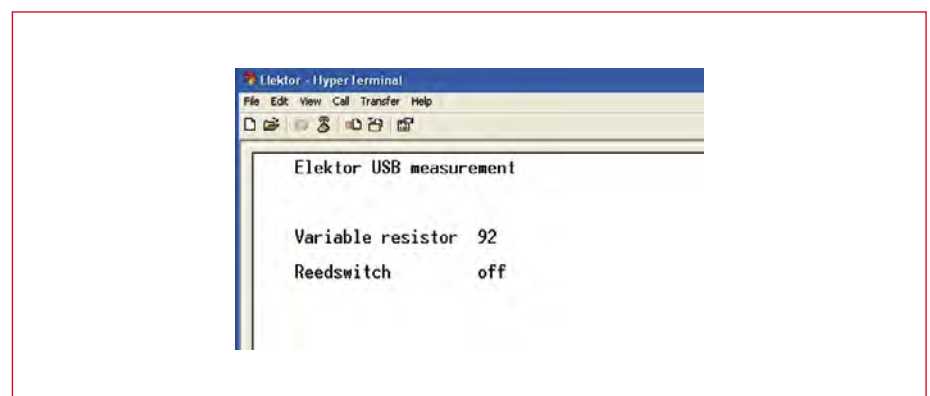 Elektor - HyperTerminal
File Edit View Call Transfer Help
Elektor USB measurement
Variable resistor 92
Reedswitch off